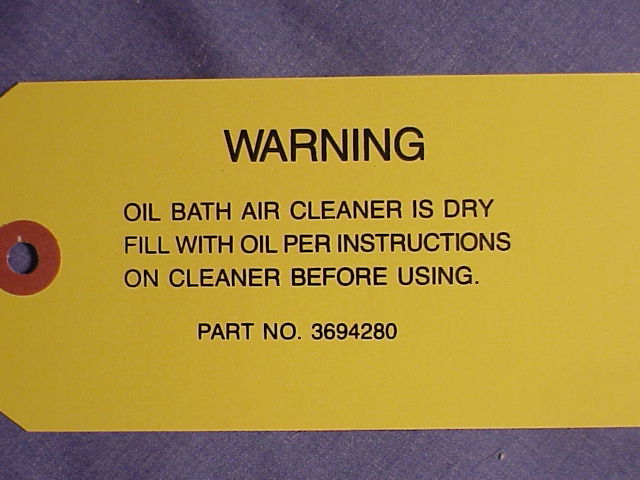 WARNING
OIL BATH AIR CLEANER IS DRY
FILL WITH OIL PER INSTRUCTIONS
ON CLEANER BEFORE USING.
PART NO. 3694280